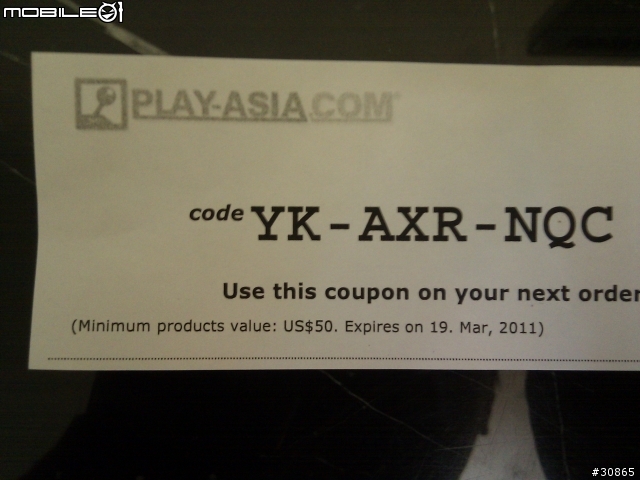 MOBILE01
PLAY-ASIA.COM
code YK-AXR-NQC
Use this coupon on your next order
(Minimum products value: US$50. Expires on 19. Mar, 2011)
#30865